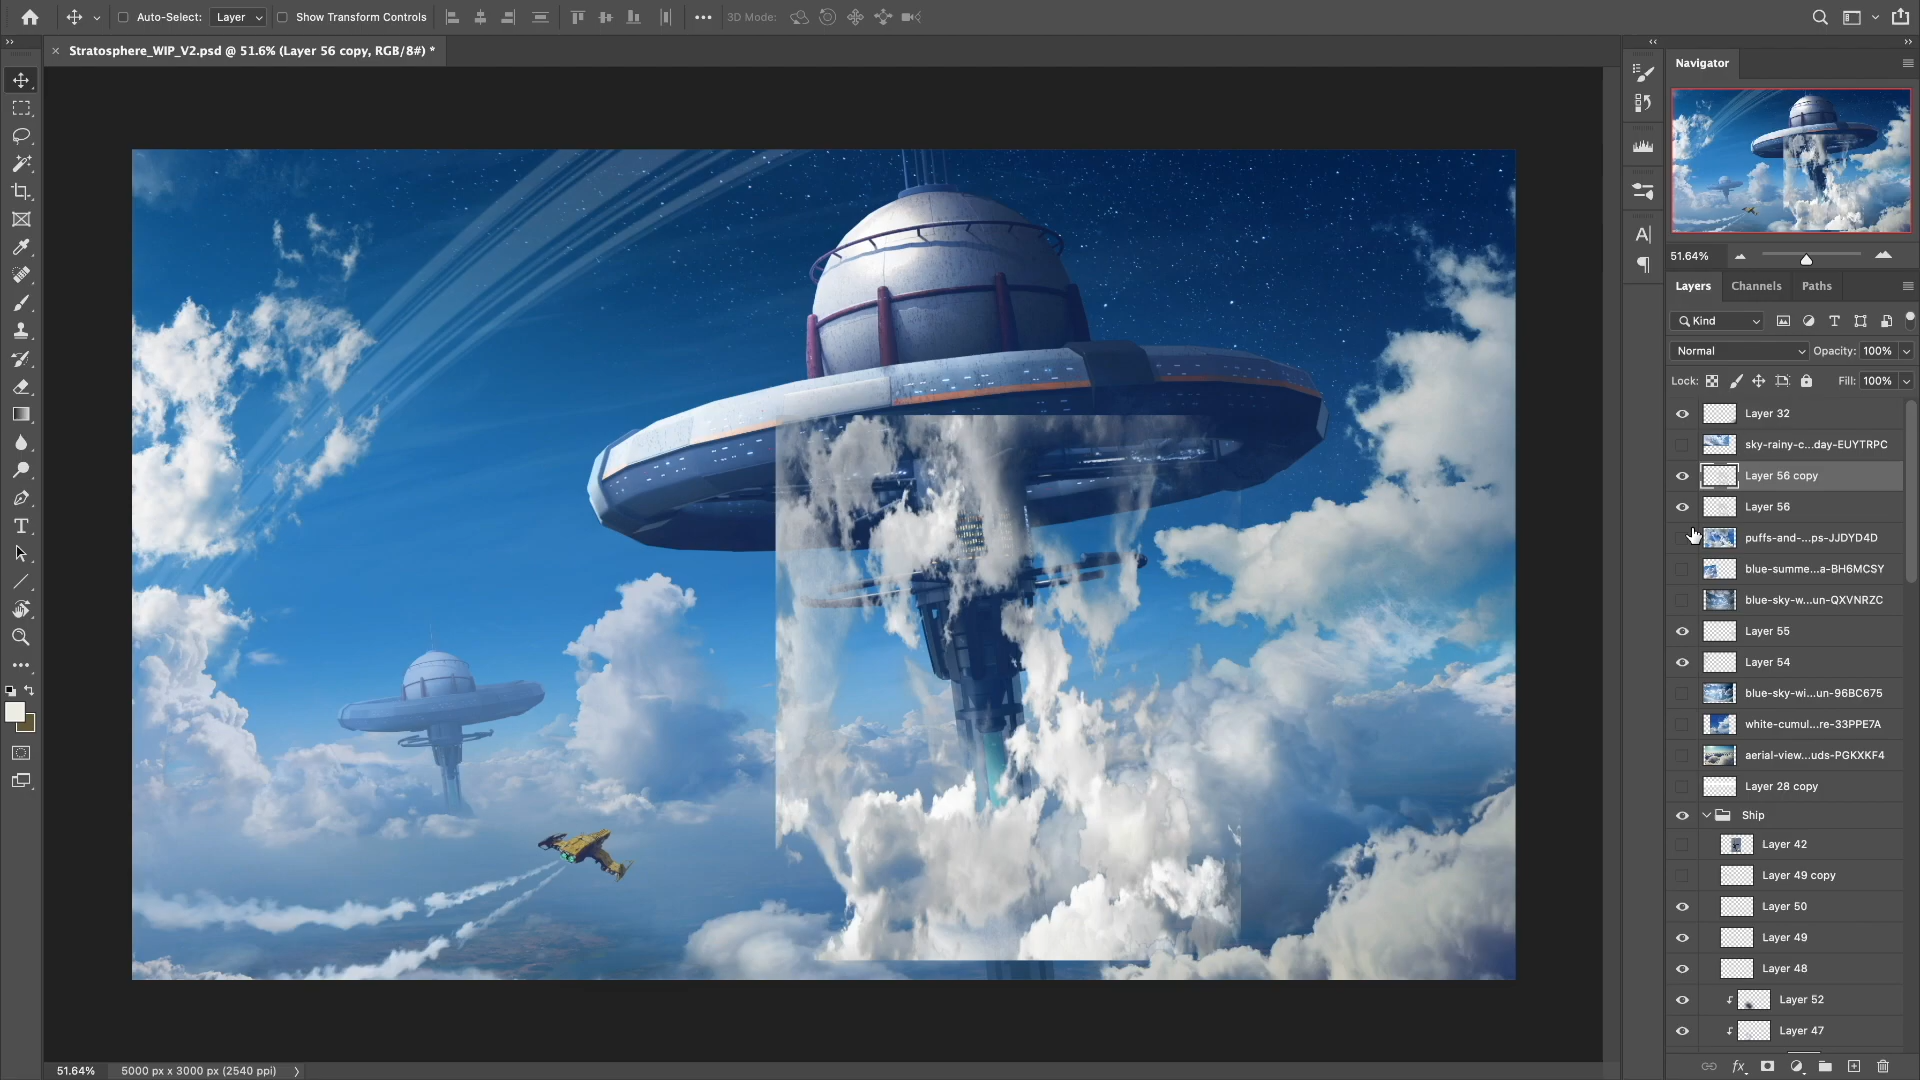 Auto-Select: Layer Show Transform Controls 3D Mode:
Stratosphere_WIP_V2.psd @ 51.6% (Layer 56 copy, RGB/8#) *
Navigator
51.64%
Layers Channels Paths
Kind
Normal Opacity: 100%
Lock: Fill: 100%
Layer 32
sky-rainy-c...day-EUYTRPC
Layer 56 copy
Layer 56
puffs-and-...ps-JJDYD4D
blue-summe...a-BH6MCSY
blue-sky-w...un-QXVNRZC
Layer 55
Layer 54
blue-sky-wi...un-96BC675
white-cumul...re-33PPE7A
aerial-view...uds-PGKXKF4
Layer 28 copy
Ship
Layer 42
Layer 49 copy
Layer 50
Layer 49
Layer 48
Layer 52
Layer 47
51.64% 5000 px x 3000 px (2540 ppi)